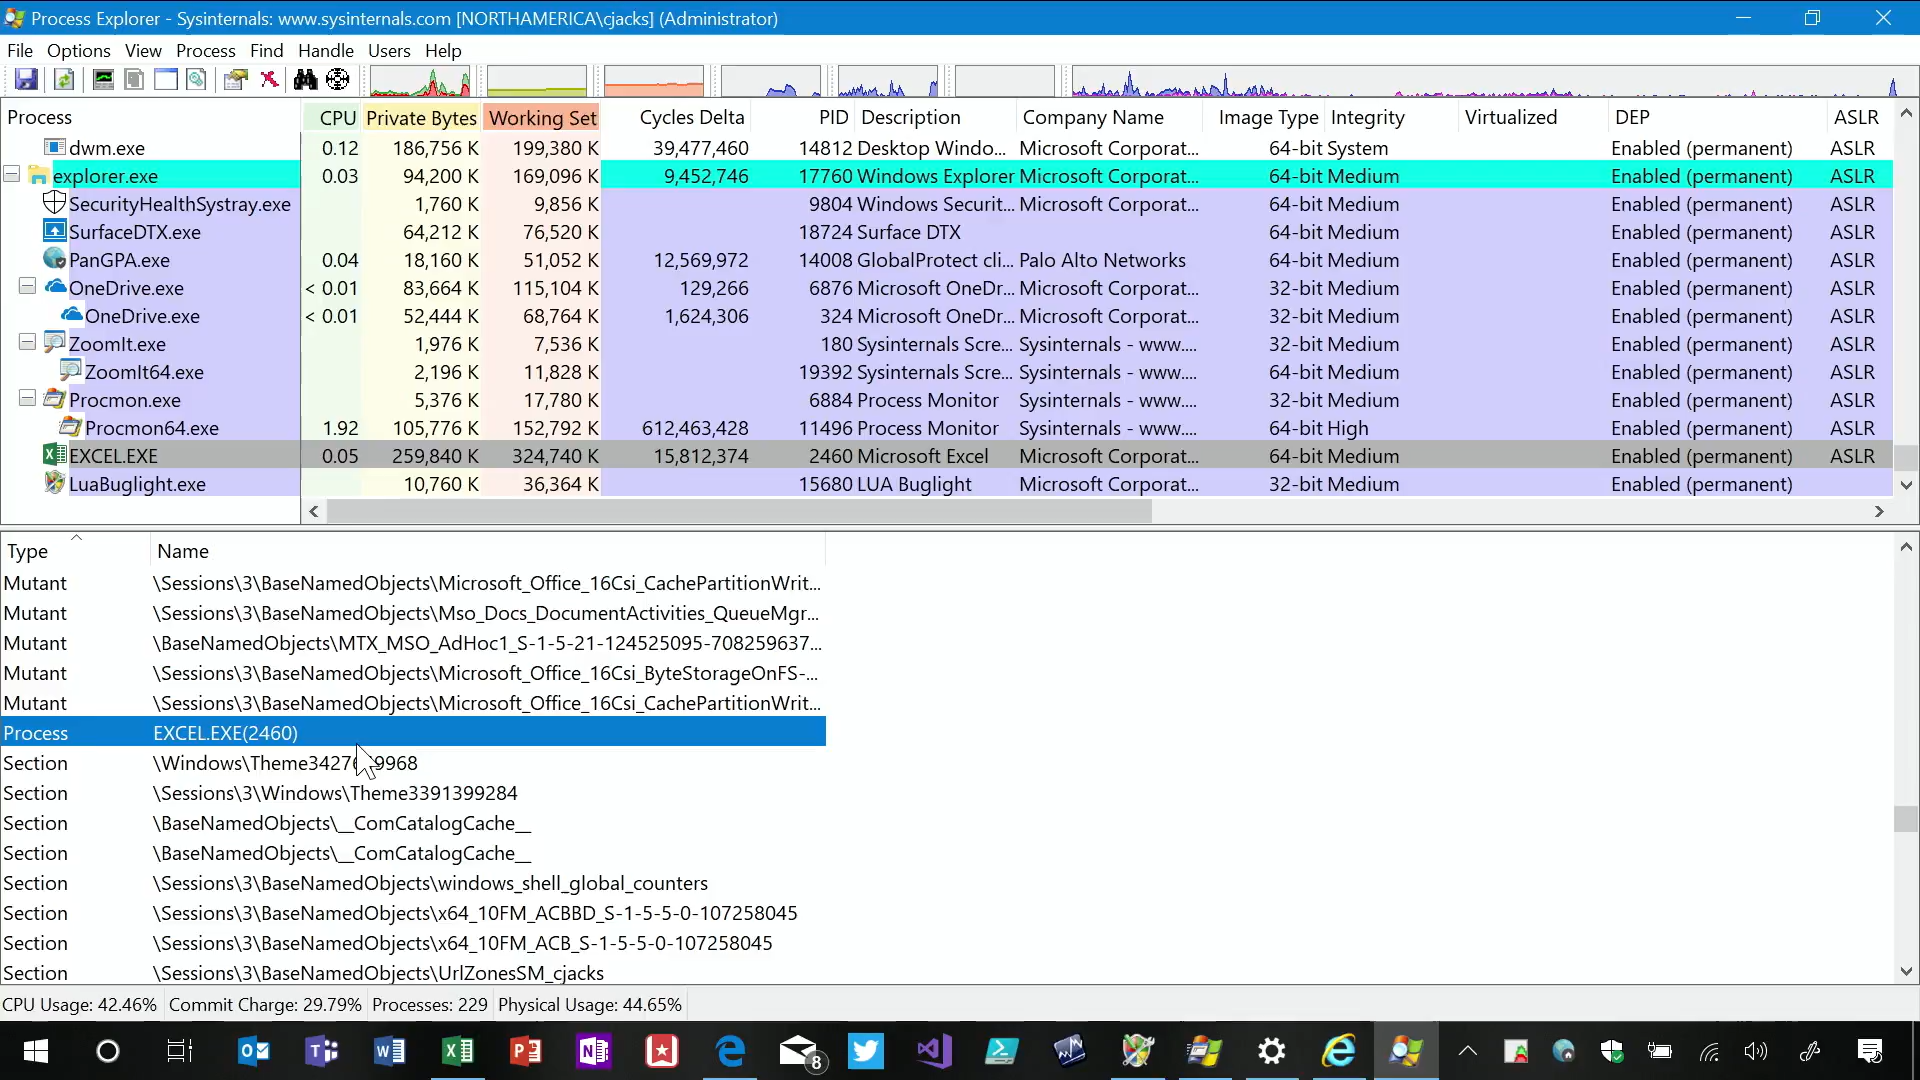 Process Explorer - Sysinternals: www.sysinternals.com [NORTHAMERICA\cjacks] (Administrator)
File Options View Process Find Handle Users Help
Process CPU Private Bytes Working Set Cycles Delta PID Description Company Name Image Type Integrity Virtualized DEP ASLR
dwm.exe 0.12 186,756 K 199,380 K 39,477,460 14812 Desktop Windo... Microsoft Corporat... 64-bit System Enabled (permanent) ASLR
explorer.exe 0.03 94,200 K 169,096 K 9,452,746 17760 Windows Explorer Microsoft Corporat... 64-bit Medium Enabled (permanent) ASLR
SecurityHealthSystray.exe 1,760 K 9,856 K 9804 Windows Securit... Microsoft Corporat... 64-bit Medium Enabled (permanent) ASLR
SurfaceDTX.exe 64,212 K 76,520 K 18724 Surface DTX 64-bit Medium Enabled (permanent) ASLR
PanGPA.exe 0.04 18,160 K 51,052 K 12,569,972 14008 GlobalProtect cli... Palo Alto Networks 64-bit Medium Enabled (permanent) ASLR
OneDrive.exe < 0.01 83,664 K 115,104 K 129,266 6876 Microsoft OneDr... Microsoft Corporat... 32-bit Medium Enabled (permanent) ASLR
OneDrive.exe < 0.01 52,444 K 68,764 K 1,624,306 324 Microsoft OneDr... Microsoft Corporat... 32-bit Medium Enabled (permanent) ASLR
ZoomIt.exe 1,976 K 7,536 K 180 Sysinternals Scre... Sysinternals - www.... 32-bit Medium Enabled (permanent) ASLR
ZoomIt64.exe 2,196 K 11,828 K 19392 Sysinternals Scre... Sysinternals - www.... 64-bit Medium Enabled (permanent) ASLR
Procmon.exe 5,376 K 17,780 K 6884 Process Monitor Sysinternals - www.... 32-bit Medium Enabled (permanent) ASLR
Procmon64.exe 1.92 105,776 K 152,792 K 612,463,428 11496 Process Monitor Sysinternals - www.... 64-bit High Enabled (permanent) ASLR
EXCEL.EXE 0.05 259,840 K 324,740 K 15,812,374 2460 Microsoft Excel Microsoft Corporat... 64-bit Medium Enabled (permanent) ASLR
LuaBuglight.exe 10,760 K 36,364 K 15680 LUA Buglight Microsoft Corporat... 32-bit Medium Enabled (permanent)
Type Name
Mutant \Sessions\3\BaseNamedObjects\Microsoft_Office_16Csi_CachePartitionWrit...
Mutant \Sessions\3\BaseNamedObjects\Mso_Docs_DocumentActivities_QueueMgr...
Mutant \BaseNamedObjects\MTX_MSO_AdHoc1_S-1-5-21-124525095-708259637...
Mutant \Sessions\3\BaseNamedObjects\Microsoft_Office_16Csi_ByteStorageOnFS-...
Mutant \Sessions\3\BaseNamedObjects\Microsoft_Office_16Csi_CachePartitionWrit...
Process EXCEL.EXE(2460)
Section
Section \Sessions\3\Windows\Theme3391399284
Section \BaseNamedObjects\__ComCatalogCache__
Section \BaseNamedObjects\__ComCatalogCache__
Section \Sessions\3\BaseNamedObjects\windows_shell_global_counters
Section \Sessions\3\BaseNamedObjects\x64_10FM_ACBBD_S-1-5-5-0-107258045
Section \Sessions\3\BaseNamedObjects\x64_10FM_ACB_S-1-5-5-0-107258045
Section \Sessions\3\BaseNamedObjects\UrlZonesSM_cjacks
CPU Usage: 42.46% Commit Charge: 29.79% Processes: 229 Physical Usage: 44.65%
8